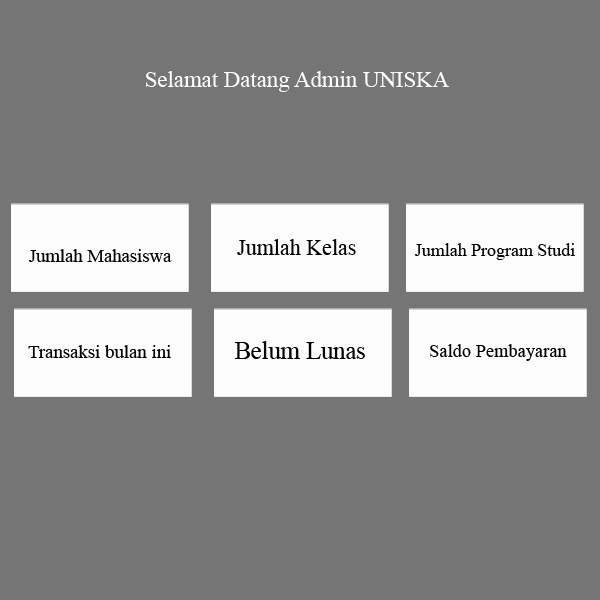 Selamat Datang Admin UNISKA
Jumlah Mahasiswa
Jumlah Kelas
Jumlah Program Studi
Transaksi bulan ini
Belum Lunas
Saldo Pembayaran